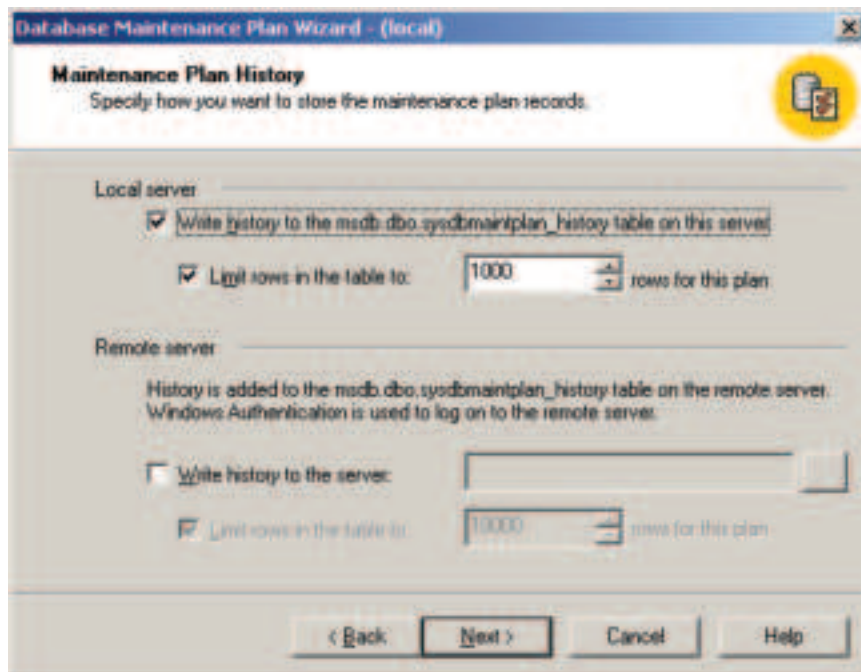 Database Maintenance Plan Wizard - (local)
Maintenance Plan History
Specify how you want to store the maintenance plan records.
Local server
Write history to the msdb.dbo.sysdbmaintplan_history table on this server
Limit rows in the table to: 1000 rows for this plan
Remote server
History is added to the msdb.dbo.sysdbmaintplan_history table on the remote server.
Windows Authentication is used to log on to the remote server.
Write history to the server:
Limit rows in the table to: 10000 rows for this plan
< Back Next > Cancel Help